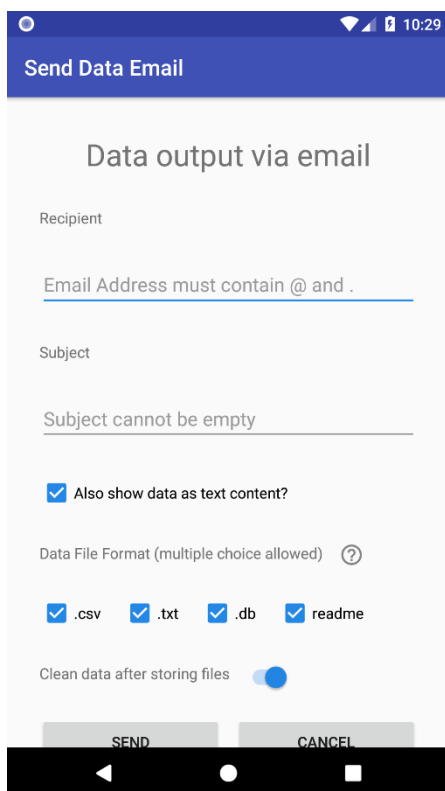 10:29
Send Data Email
Data output via email
Recipient
Email Address must contain @ and .
Subject
Subject cannot be empty
Also show data as text content?
Data File Format (multiple choice allowed) ?
.csv .txt .db readme
Clean data after storing files
SEND CANCEL